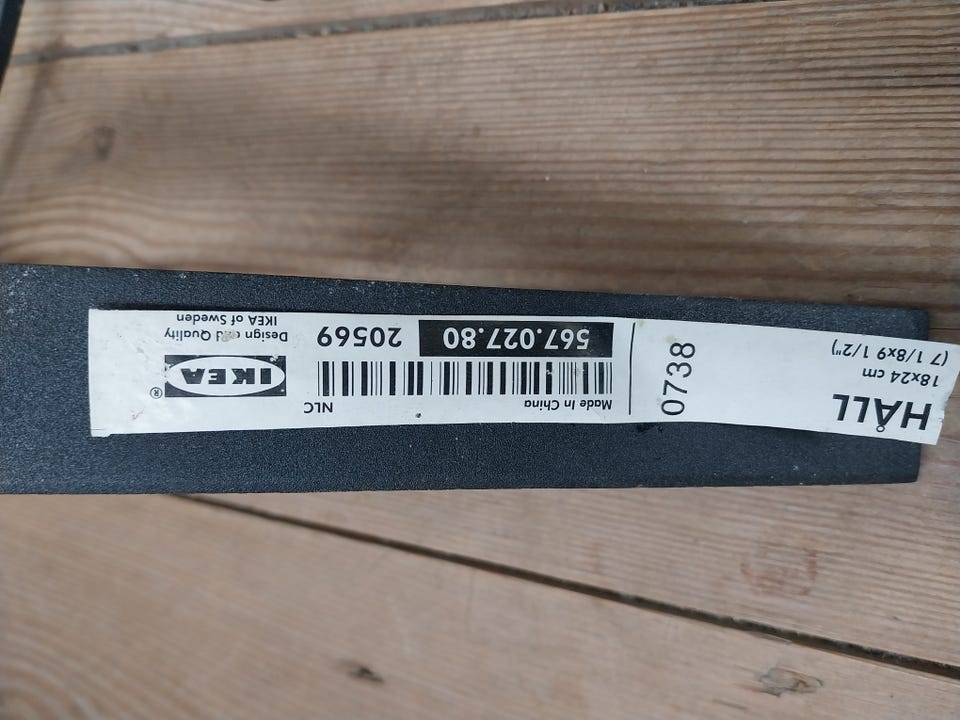 HÅLL
18x24 cm
(7 1/8x9 1/2")
0738
Made In China
NLC
567.027.80
20569
IKEA®
Design and Quality
IKEA of Sweden